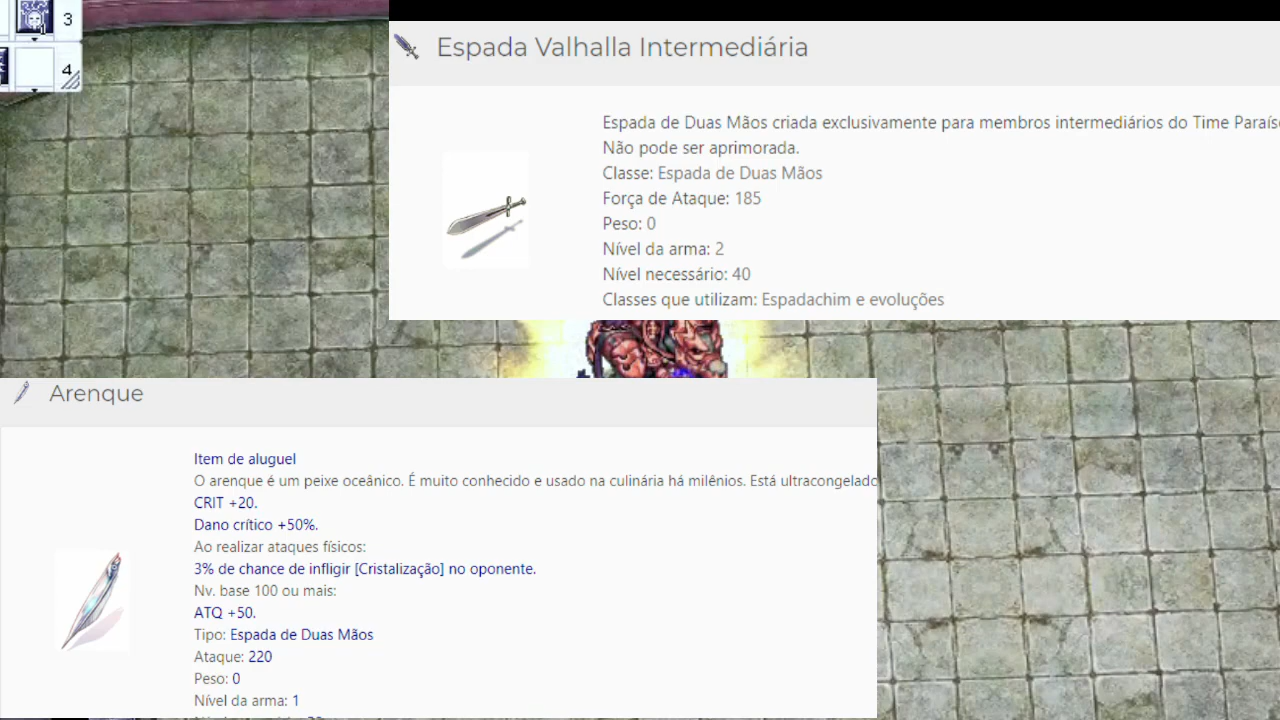 3
4
Espada Valhalla Intermediária
Espada de Duas Mãos criada exclusivamente para membros intermediários do Time
Não pode ser aprimorada.
Classe: Espada de Duas Mãos
Força de Ataque: 185
Peso: 0
Nível da arma: 2
Nível necessário: 40
Classes que utilizam: Espadachim e evoluções
Arenque
Item de aluguel
O arenque é um peixe oceânico. É muito conhecido e usado na culinária há milênios. Está ultracongelado
CRIT +20.
Dano crítico +50%.
Ao realizar ataques físicos:
3% de chance de infligir [Cristalização] no oponente.
Nv. base 100 ou mais:
ATQ +50.
Tipo: Espada de Duas Mãos
Ataque: 220
Peso: 0
Nível da arma: 1